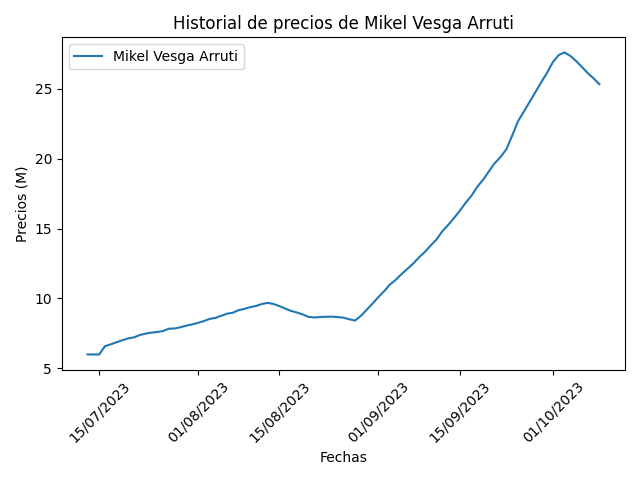 Historial de precios de Mikel Vesga Arruti
Mikel Vesga Arruti
Precios (M)
25
20
15
10
5
15/07/2023
01/08/2023
15/08/2023
01/09/2023
15/09/2023
01/10/2023
Fechas